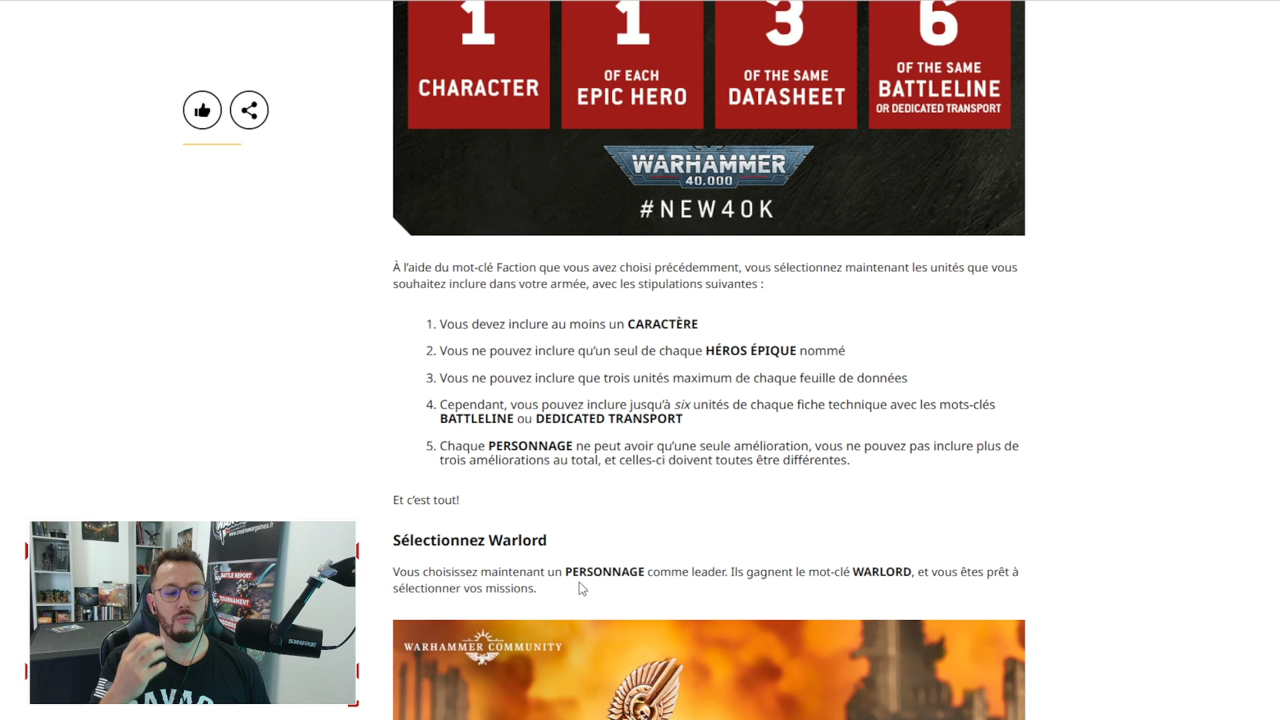 1
CHARACTER
1
OF EACH
EPIC HERO
3
OF THE SAME
DATASHEET
6
OF THE SAME
BATTLELINE
OR DEDICATED TRANSPORT
WARHAMMER
40,000
#NEW40K
À l’aide du mot-clé Faction que vous avez choisi précédemment, vous sélectionnez maintenant les unités que vous
souhaitez inclure dans votre armée, avec les stipulations suivantes :
1. Vous devez inclure au moins un CARACTÈRE
2. Vous ne pouvez inclure qu’un seul de chaque HÉROS ÉPIQUE nommé
3. Vous ne pouvez inclure que trois unités maximum de chaque feuille de données
4. Cependant, vous pouvez inclure jusqu’à six unités de chaque fiche technique avec les mots-clés
BATTLELINE ou DEDICATED TRANSPORT
5. Chaque PERSONNAGE ne peut avoir qu’une seule amélioration, vous ne pouvez pas inclure plus de
trois améliorations au total, et celles-ci doivent toutes être différentes.
Et c’est tout!
Sélectionnez Warlord
Vous choisissez maintenant un PERSONNAGE comme leader. Ils gagnent le mot-clé WARLORD, et vous êtes prêt à
sélectionner vos missions.
WARHAMMER COMMUNITY
BATTLE REPORT
TOURNAMENT
SHURE